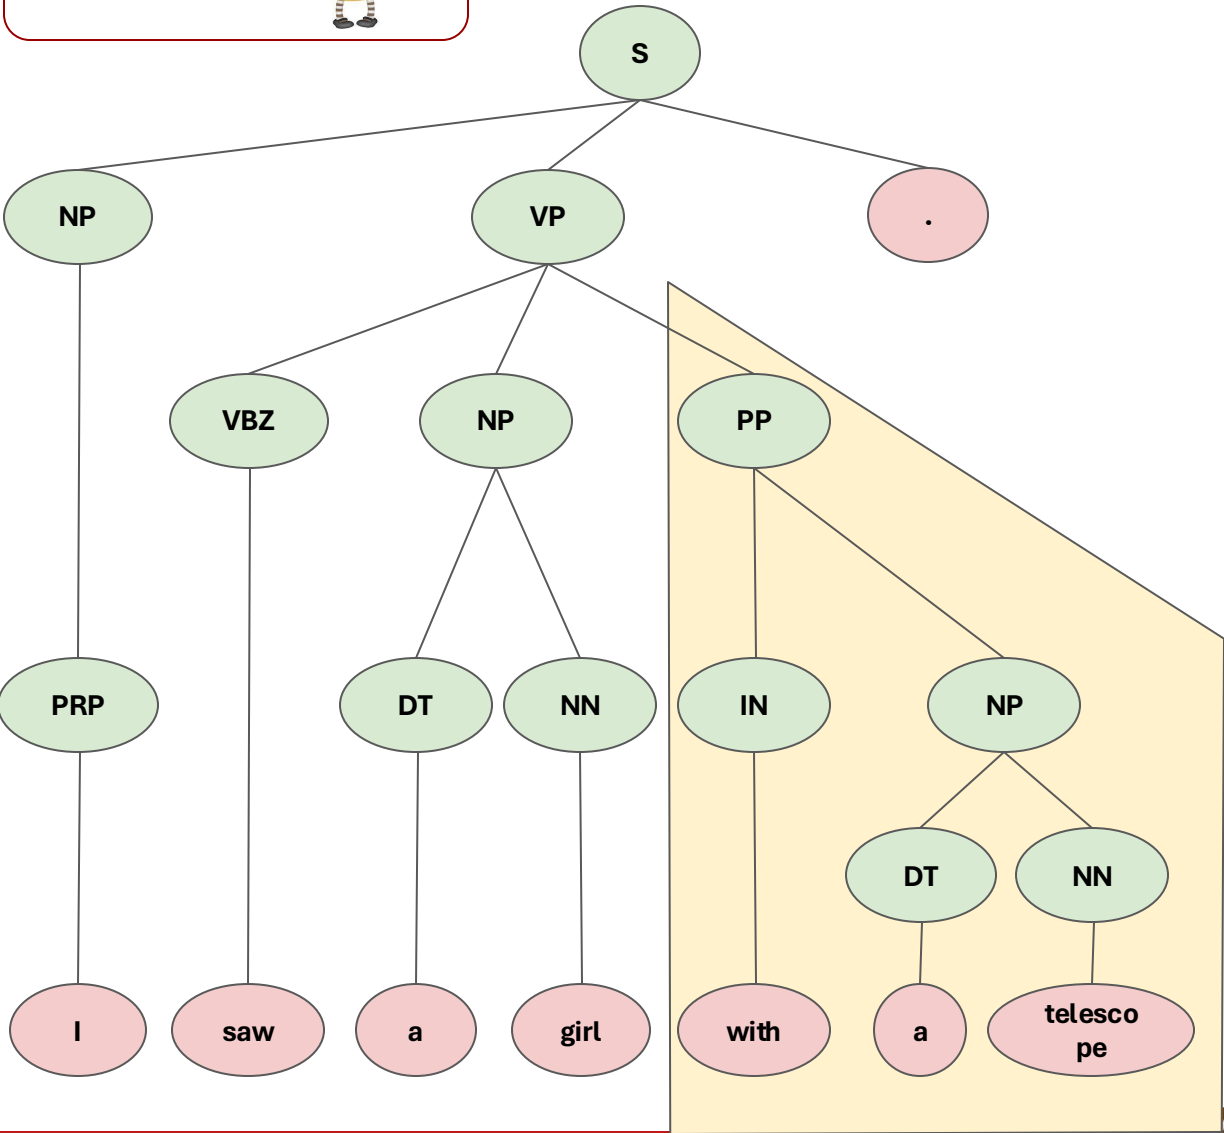 S
NP VP .
VBZ NP PP
PRP DT NN IN NP
DT NN
I saw a girl with a telesco
pe